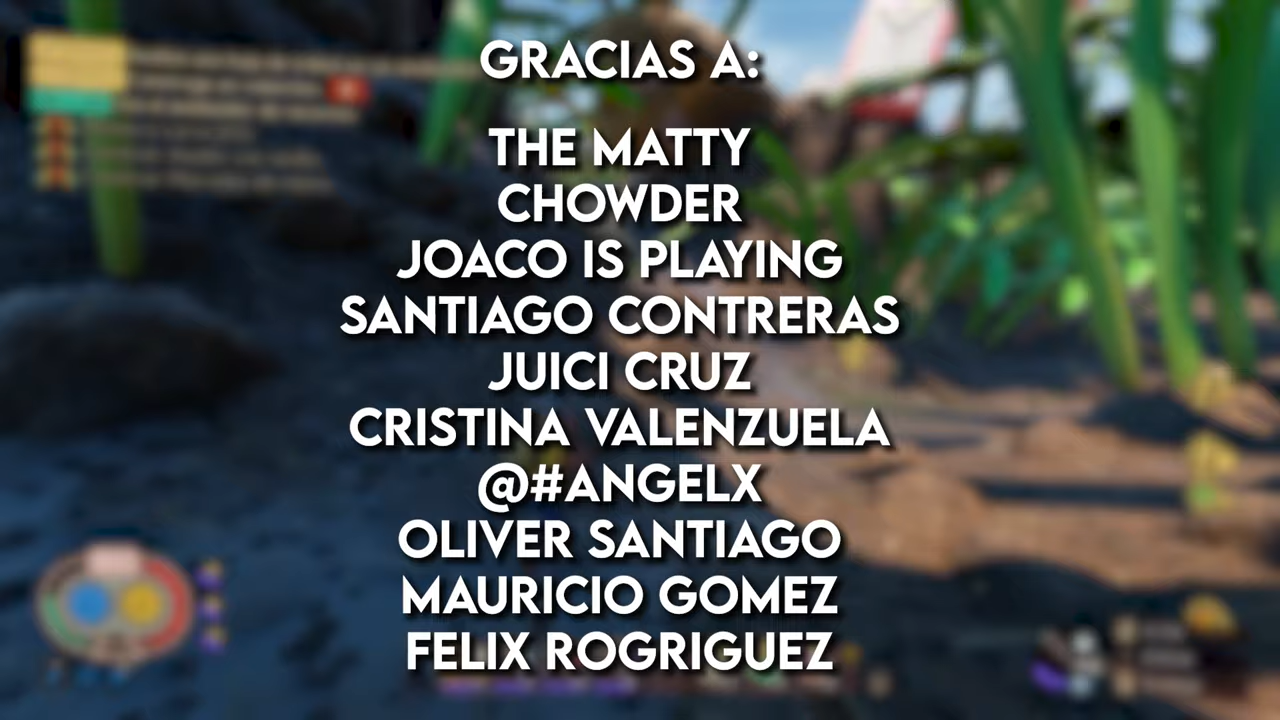 GRACIAS A:
THE MATTY
CHOWDER
JOACO IS PLAYING
SANTIAGO CONTRERAS
JUICI CRUZ
CRISTINA VALENZUELA
@#ANGELX
OLIVER SANTIAGO
MAURICIO GOMEZ
FELIX ROGRIGUEZ